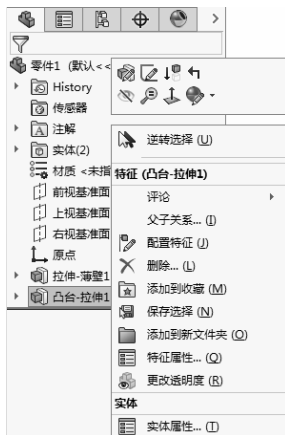 零件1 (默认<<
History
传感器
注解
实体(2)
材质 <未指
前视基准面
上视基准面
右视基准面
原点
拉伸-薄壁1
凸台-拉伸1
逆转选择 (U)
特征 (凸台-拉伸1)
评论
父子关系... (I)
配置特征 (J)
删除... (L)
添加到收藏 (M)
保存选择 (N)
添加到新文件夹 (O)
特征属性... (Q)
更改透明度 (R)
实体
实体属性... (T)